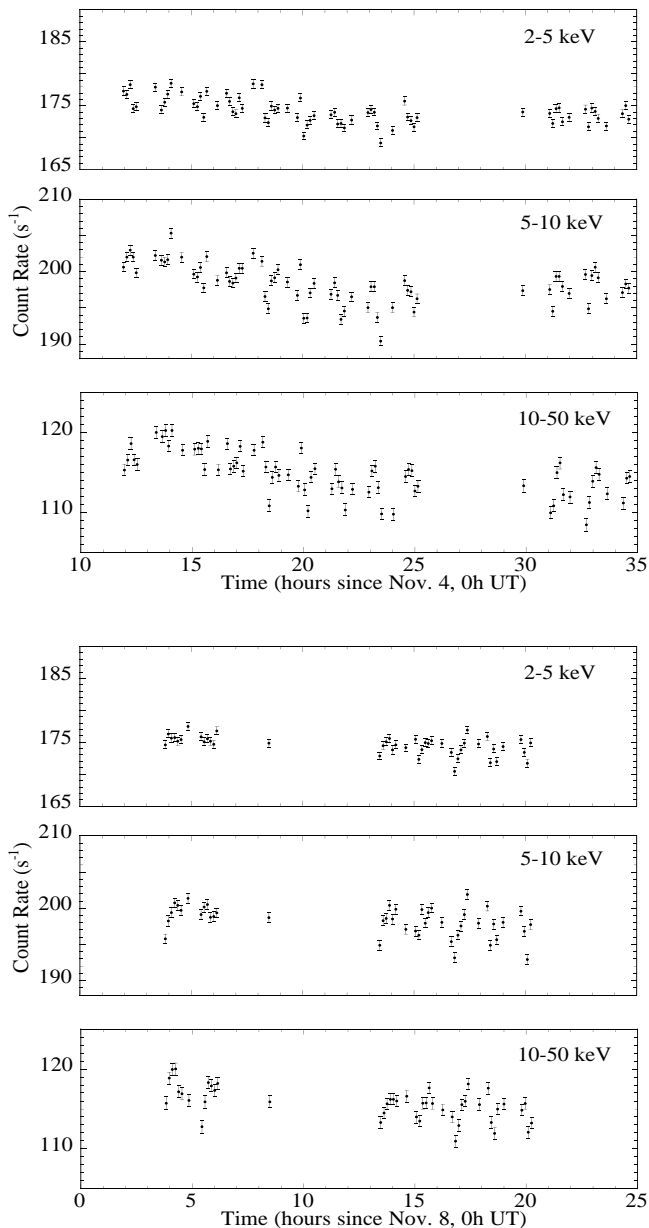 185
2-5 keV
175
165
210
5-10 keV
200
190
Count Rate (s-1)
10-50 keV
120
110
10 15 20 25 30 35
Time (hours since Nov. 4, 0h UT)
185
2-5 keV
175
165
210
5-10 keV
200
190
Count Rate (s-1)
10-50 keV
120
110
0 5 10 15 20 25
Time (hours since Nov. 8, 0h UT)